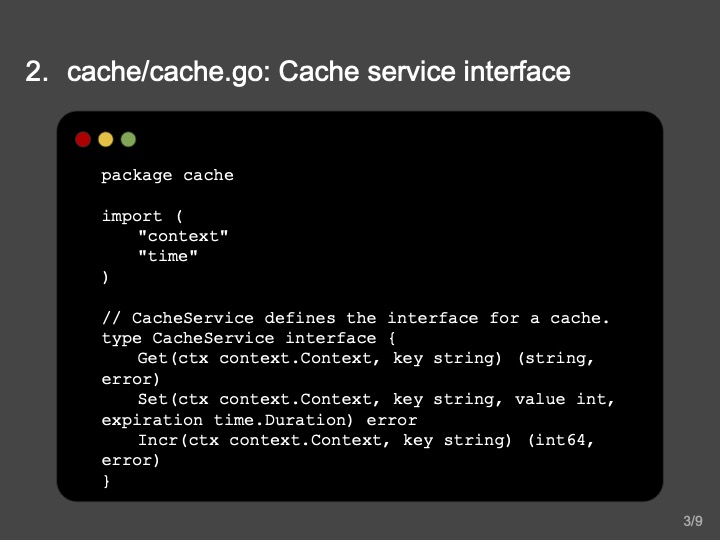 2. cache/cache.go: Cache service interface
package cache
import (
"context"
"time"
)
// CacheService defines the interface for a cache.
type CacheService interface {
Get(ctx context.Context, key string) (string,
error)
Set(ctx context.Context, key string, value int,
expiration time.Duration) error
Incr(ctx context.Context, key string) (int64,
error)
}
3/9